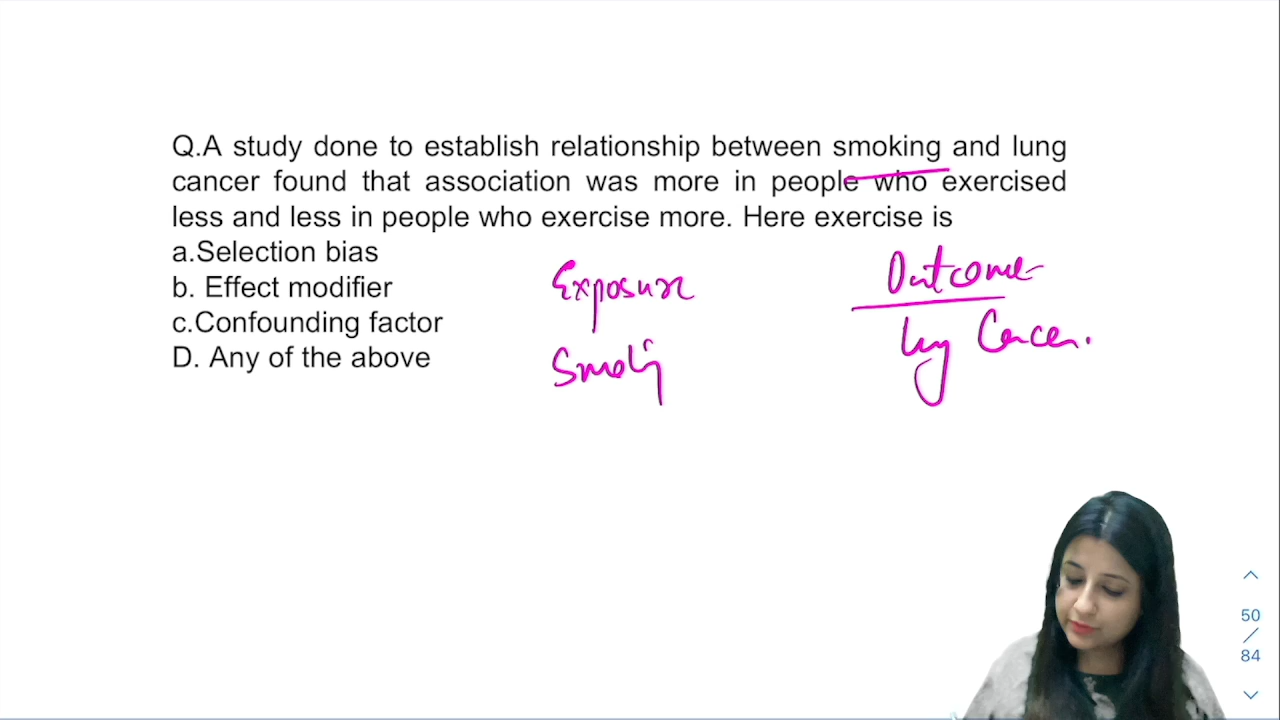 Q.A study done to establish relationship between smoking and lung
cancer found that association was more in people who exercised
less and less in people who exercise more. Here exercise is
a.Selection bias
b. Effect modifier
c.Confounding factor
D. Any of the above
Exposure
Outcome
Cancer.
50
/
84